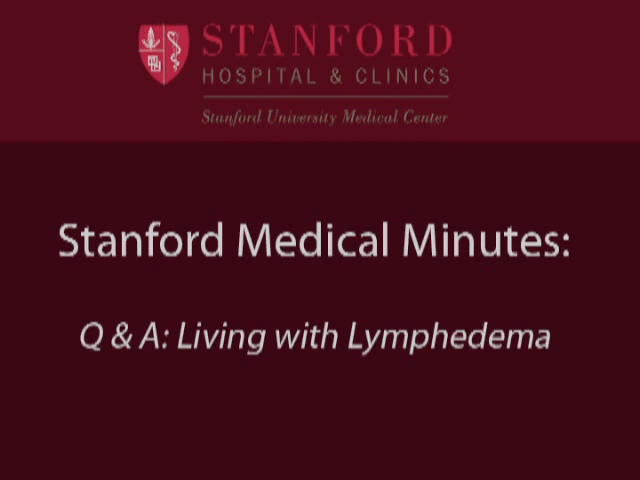 STANFORD
HOSPITAL & CLINICS
Stanford University Medical Center
Stanford Medical Minutes:
Q & A: Living with Lymphedema